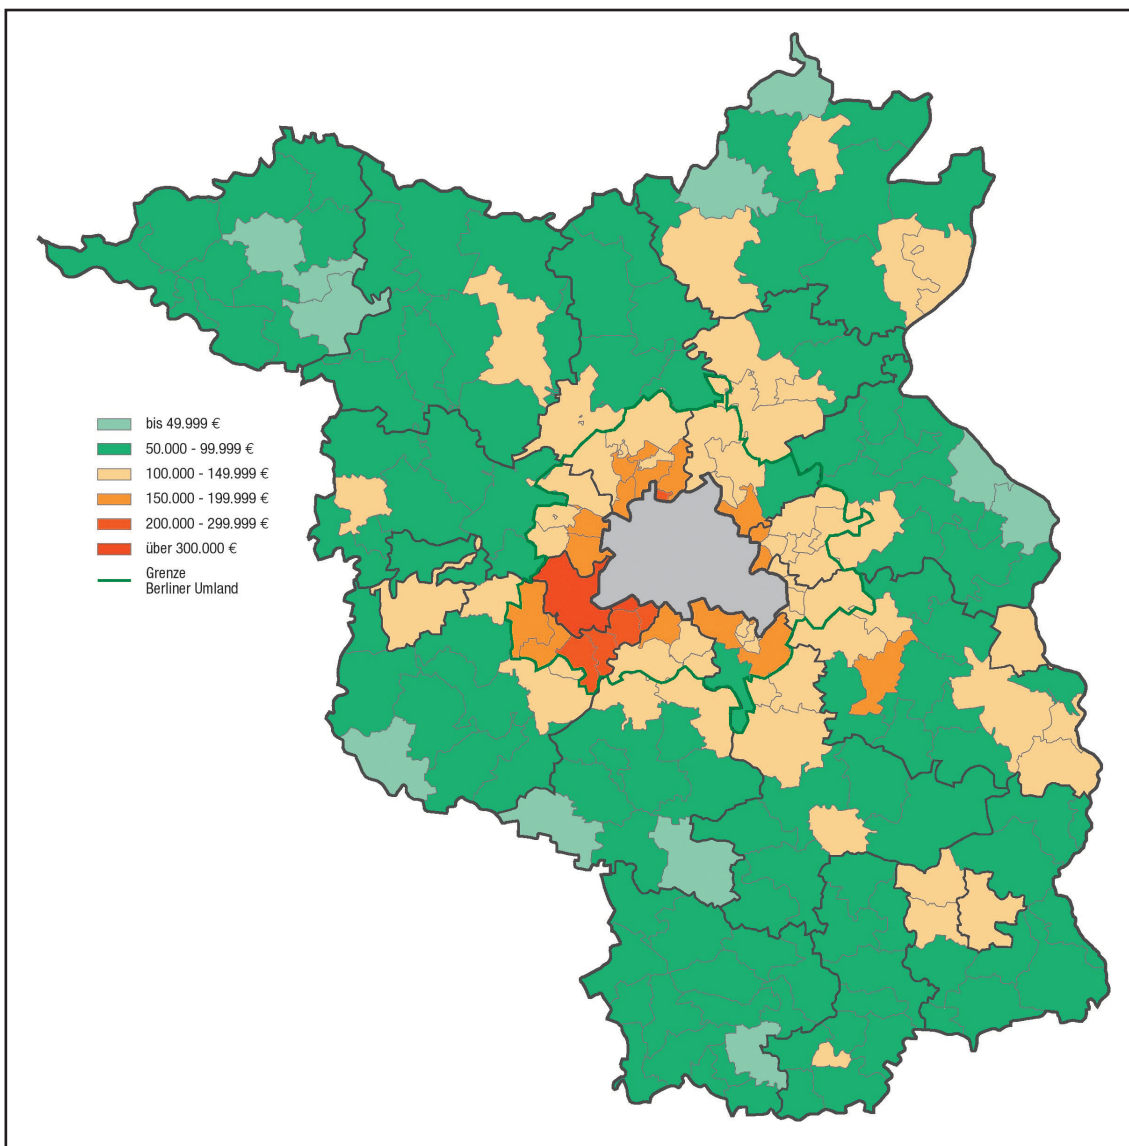 bis 49.999 €
50.000 - 99.999 €
100.000 - 149.999 €
150.000 - 199.999 €
200.000 - 299.999 €
über 300.000 €
Grenze
Berliner Umland